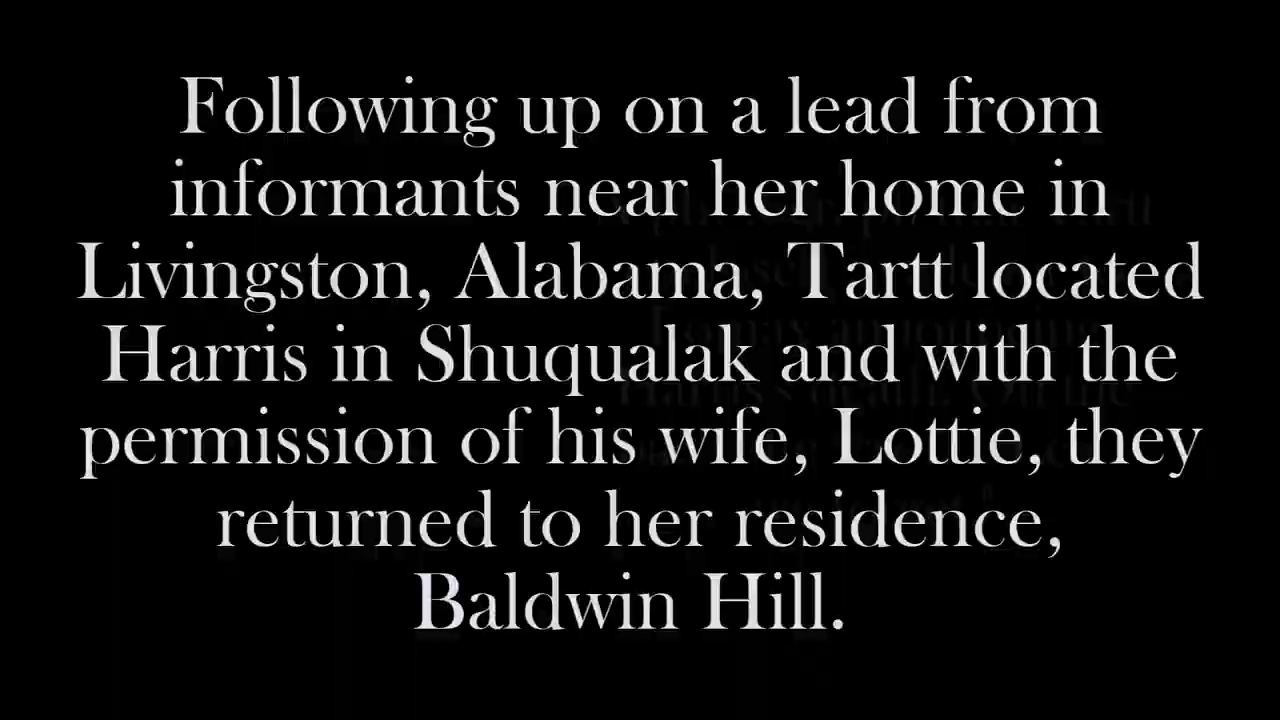 Following up on a lead from
informants near her home in
Livingston, Alabama, Tartt located
Harris in Shuqualak and with the
permission of his wife, Lottie, they
returned to her residence,
Baldwin Hill.